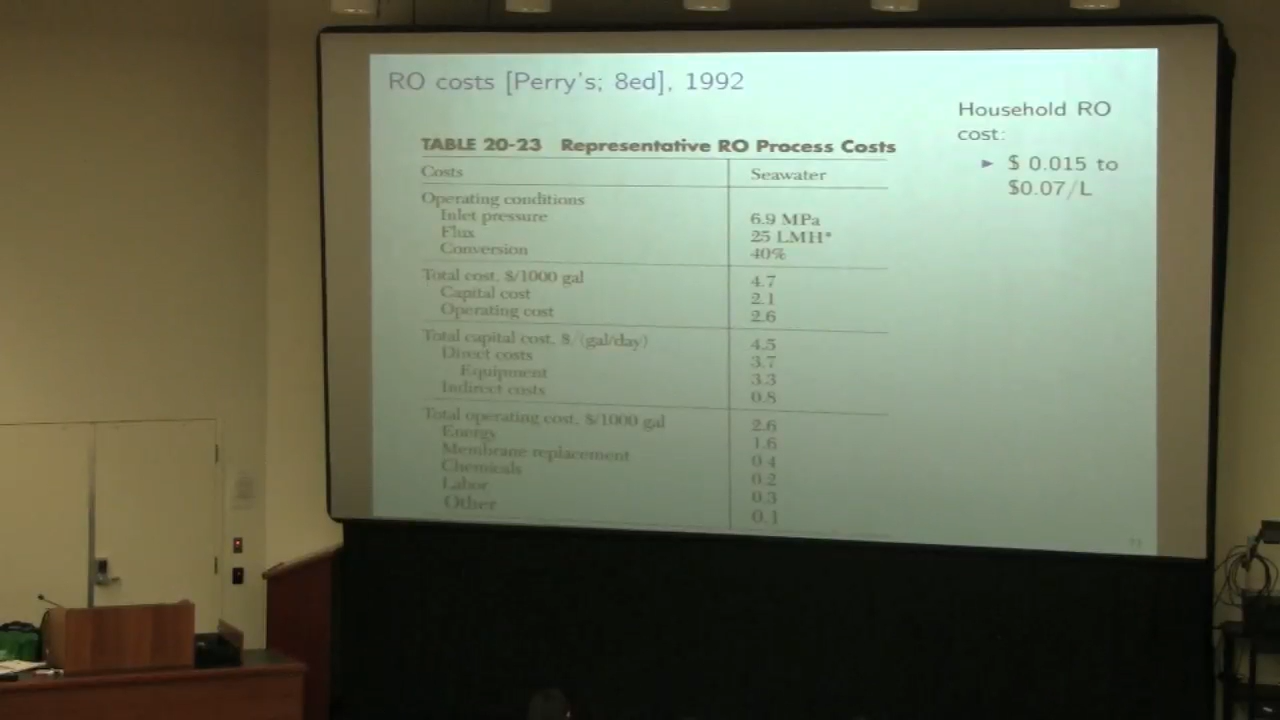 RO costs [Perry's; 8ed], 1992
TABLE 20-23 Representative RO Process Costs
Costs Seawater
Operating conditions
Inlet pressure 6.9 MPa
Flux 25 LMH*
Conversion 40%
Total cost, $/1000 gal 4.7
Capital cost 2.1
Operating cost 2.6
Total capital cost, $/(gal/day) 4.5
Direct costs 3.7
Equipment 3.3
Indirect costs 0.8
Total operating cost, $/1000 gal 2.6
Energy 1.6
Membrane replacement 0.4
Chemicals 0.2
Labor 0.3
Other 0.1
Household RO
cost:
► $ 0.015 to
$0.07/L